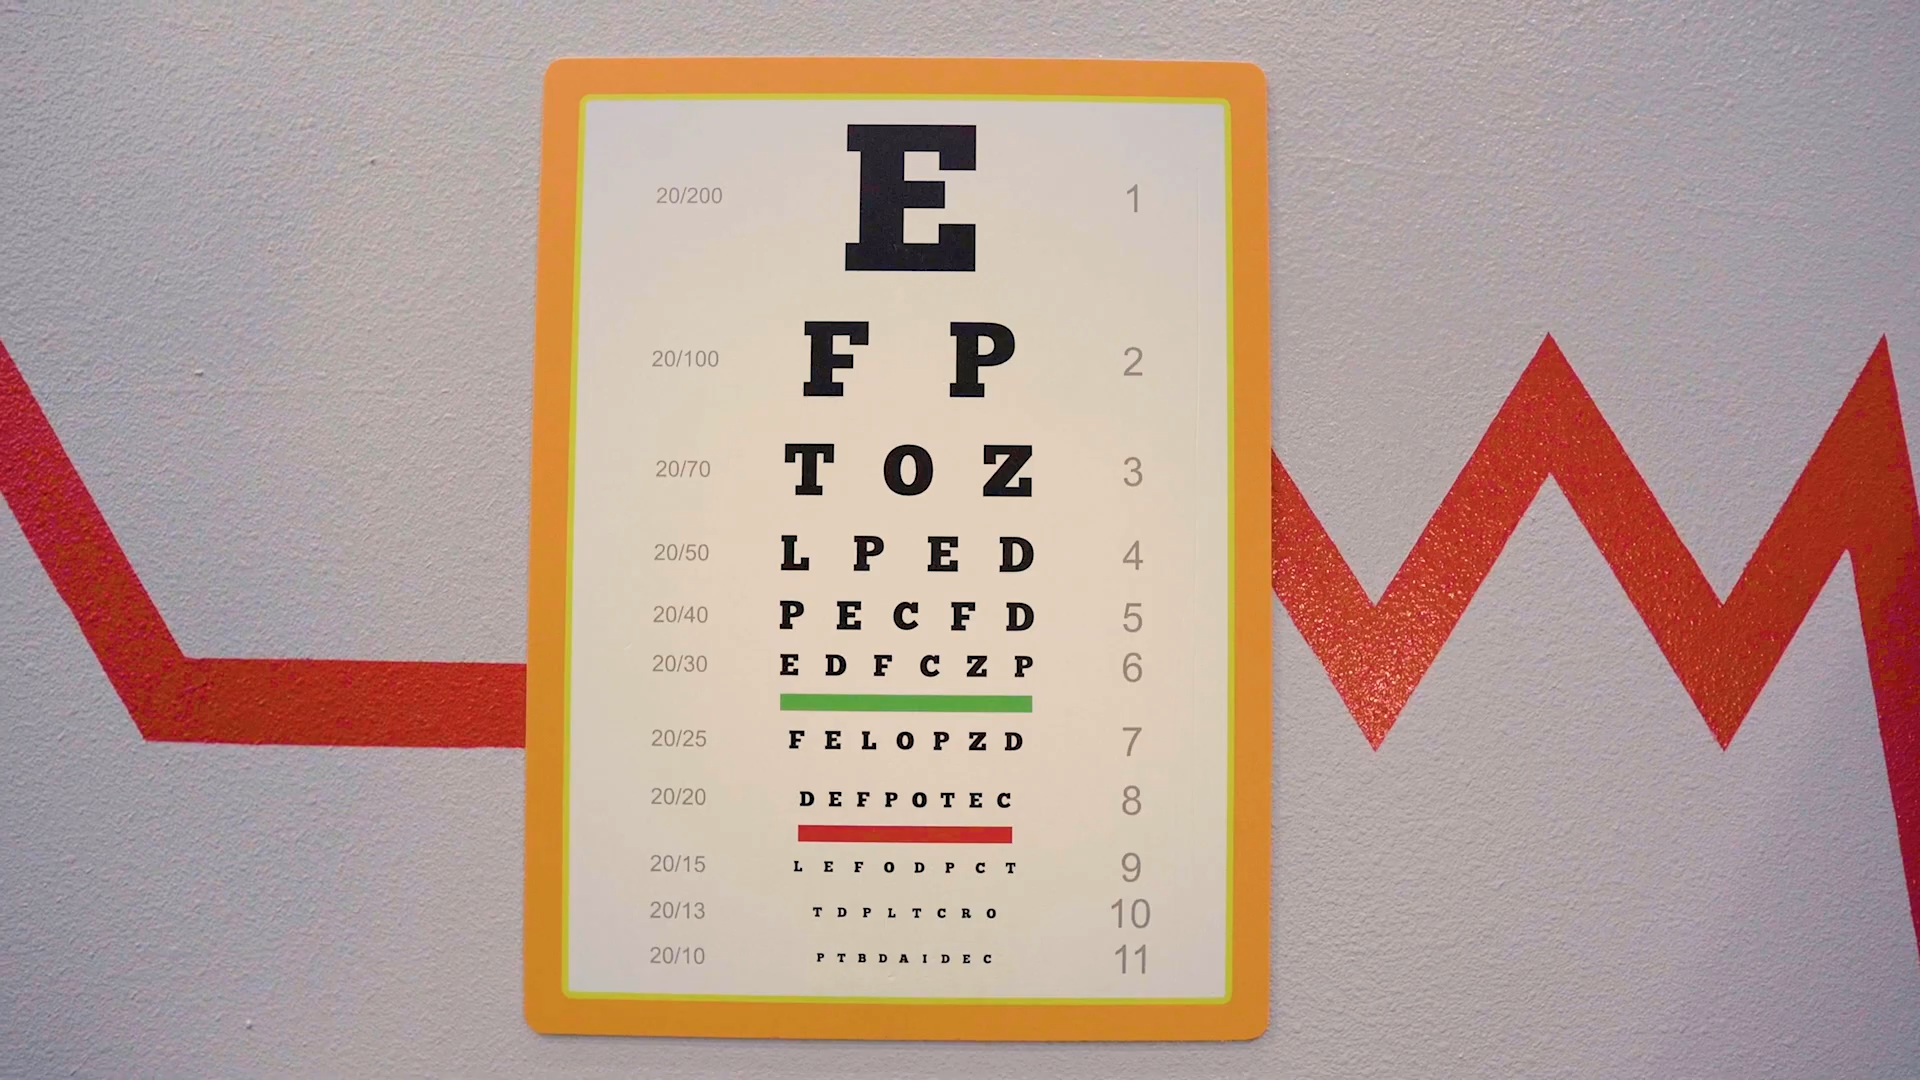 20/200 E 1
20/100 F P 2
20/70 T O Z 3
20/50 L P E D 4
20/40 P E C F D 5
20/30 E D F C Z P 6
20/25 F E L O P Z D 7
20/20 D E F P O T E C 8
20/15 L E F O D P C T 9
20/13 T D P L T C R O 10
20/10 P T B D A I D E C 11